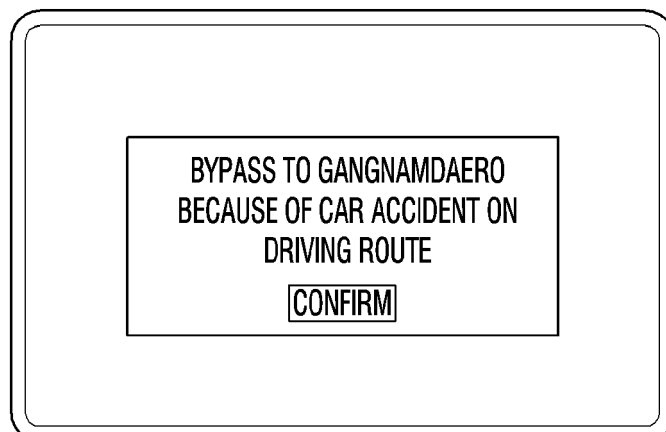 BYPASS TO GANGNAMDAERO
BECAUSE OF CAR ACCIDENT ON
DRIVING ROUTE
CONFIRM